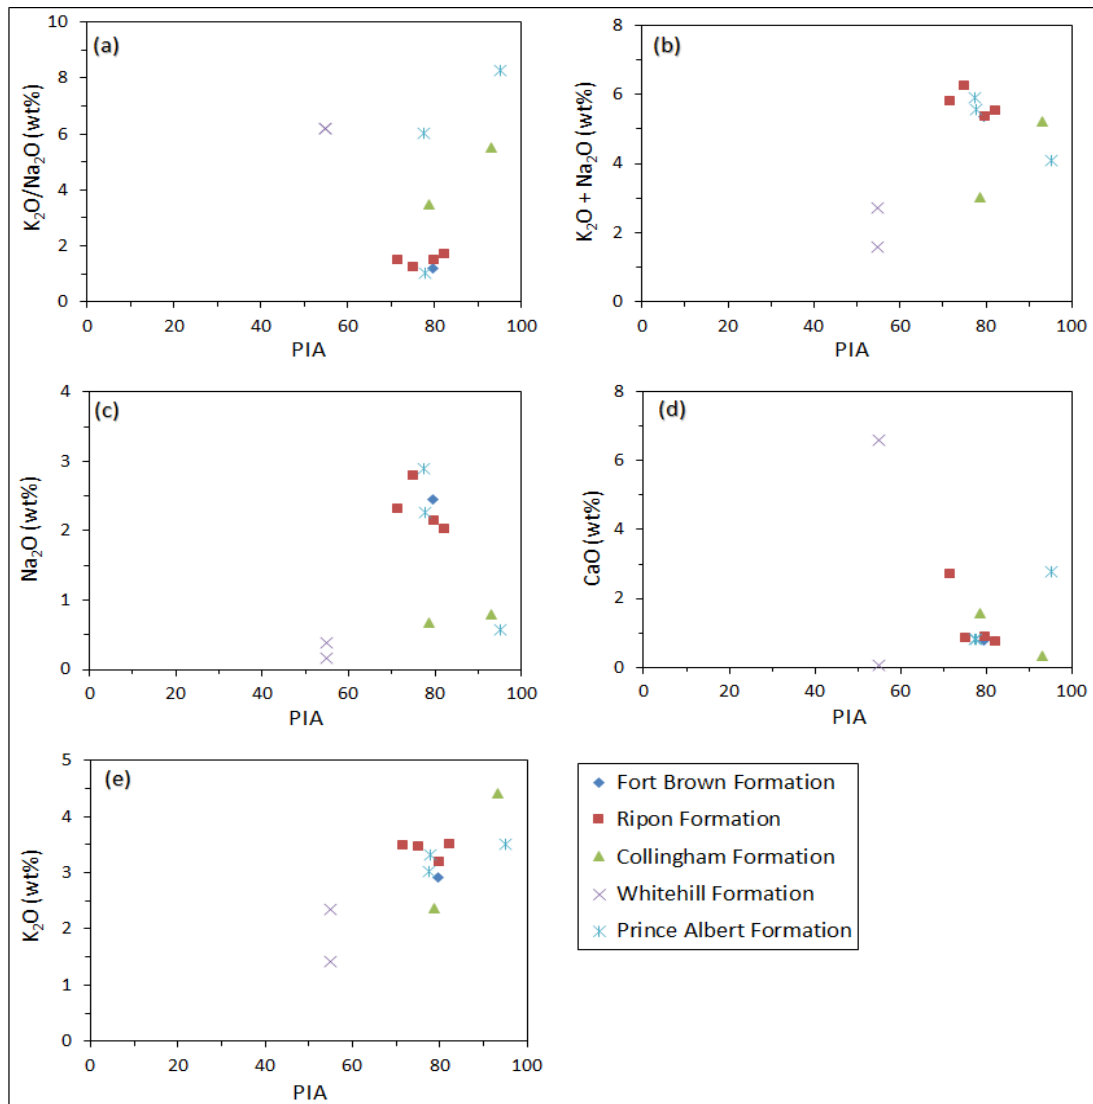 (a)
K₂O/Na₂O (wt%)
10
8
6
4
2
0
0 20 40 60 80 100
PIA
(b)
K₂O + Na₂O (wt%)
8
6
4
2
0
0 20 40 60 80 100
PIA
(c)
Na₂O (wt%)
4
3
2
1
0
0 20 40 60 80 100
PIA
(d)
CaO (wt%)
8
6
4
2
0
0 20 40 60 80 100
PIA
(e)
K₂O (wt%)
5
4
3
2
1
0
0 20 40 60 80 100
PIA
Fort Brown Formation
Ripon Formation
Collingham Formation
Whitehill Formation
Prince Albert Formation